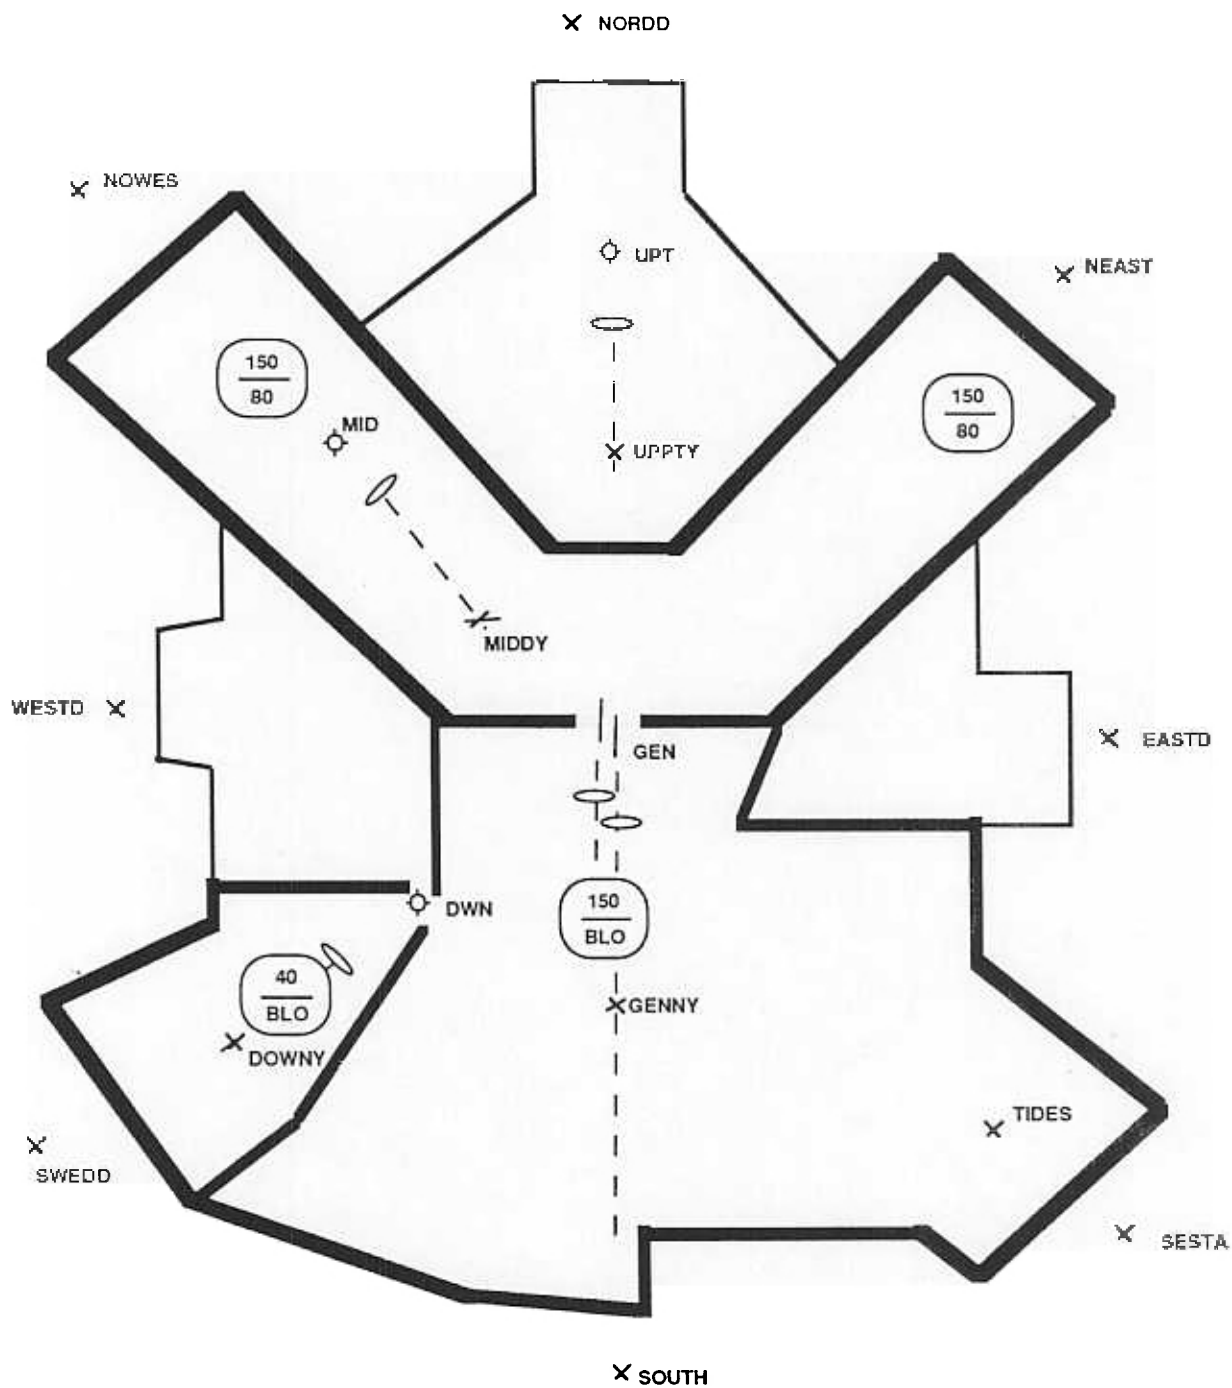 NORDD
NOWES
UPT
NEAST
150
80
150
80
MID
UPPTY
MIDDY
WESTD
GEN
EASTD
150
BLO
DWN
40
BLO
GENNY
DOWNY
TIDES
SWEDD
SESTA
SOUTH